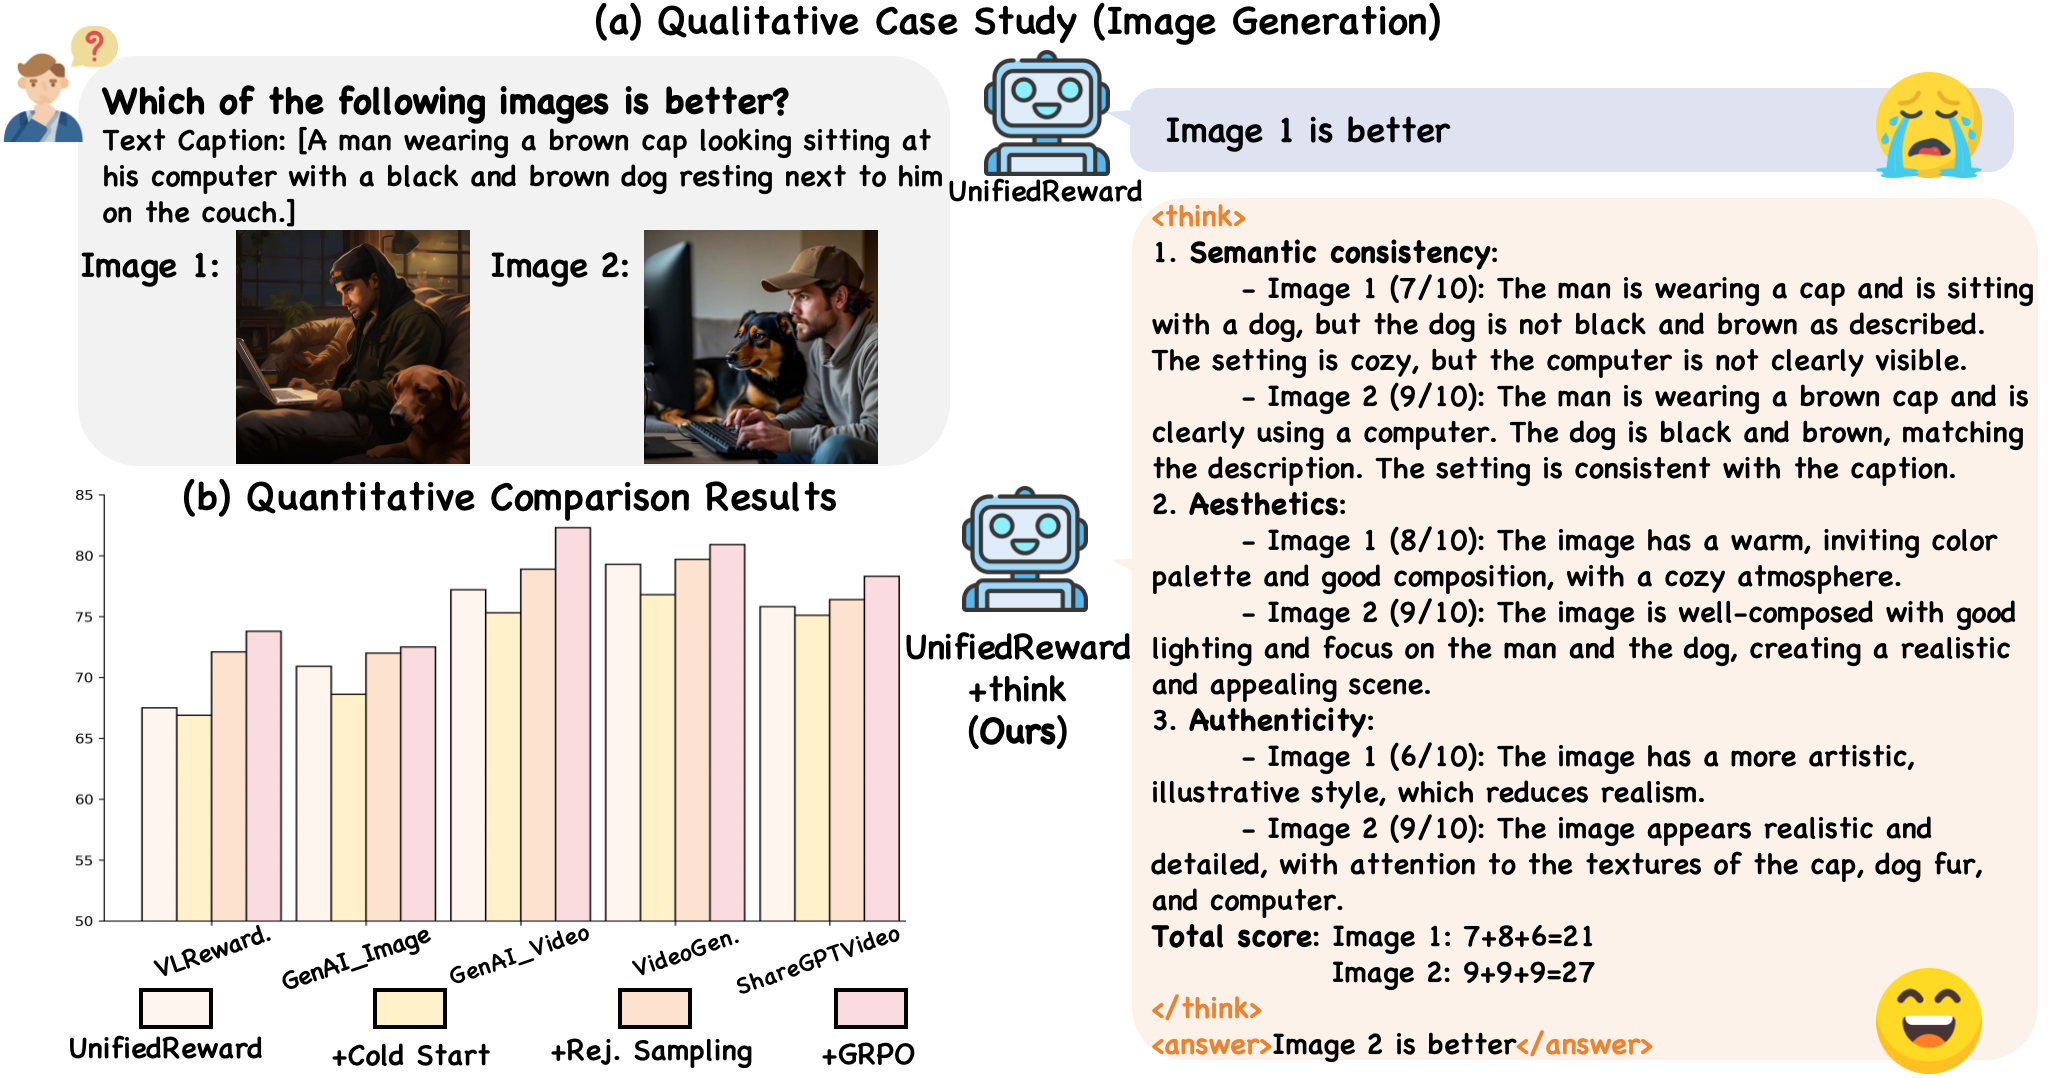 (a) Qualitative Case Study (Image Generation)
?
Which of the following images is better?
Text Caption: [A man wearing a brown cap looking sitting at
his computer with a black and brown dog resting next to him
on the couch.]
Image 1:
Image 2:
UnifiedReward
Image 1 is better
UnifiedReward
+think
(Ours)
<think>
1. Semantic consistency:
- Image 1 (7/10): The man is wearing a cap and is sitting
with a dog, but the dog is not black and brown as described.
The setting is cozy, but the computer is not clearly visible.
- Image 2 (9/10): The man is wearing a brown cap and is
clearly using a computer. The dog is black and brown, matching
the description. The setting is consistent with the caption.
2. Aesthetics:
- Image 1 (8/10): The image has a warm, inviting color
palette and good composition, with a cozy atmosphere.
- Image 2 (9/10): The image is well-composed with good
lighting and focus on the man and the dog, creating a realistic
and appealing scene.
3. Authenticity:
- Image 1 (6/10): The image has a more artistic,
illustrative style, which reduces realism.
- Image 2 (9/10): The image appears realistic and
detailed, with attention to the textures of the cap, dog fur,
and computer.
Total score: Image 1: 7+8+6=21
Image 2: 9+9+9=27
</think>
<answer>Image 2 is better</answer>
(b) Quantitative Comparison Results
85
80
75
70
65
60
55
50
VLReward.
GenAI_Image
GenAI_Video
VideoGen.
ShareGPTVideo
UnifiedReward
+Cold Start
+Rej. Sampling
+GRPO